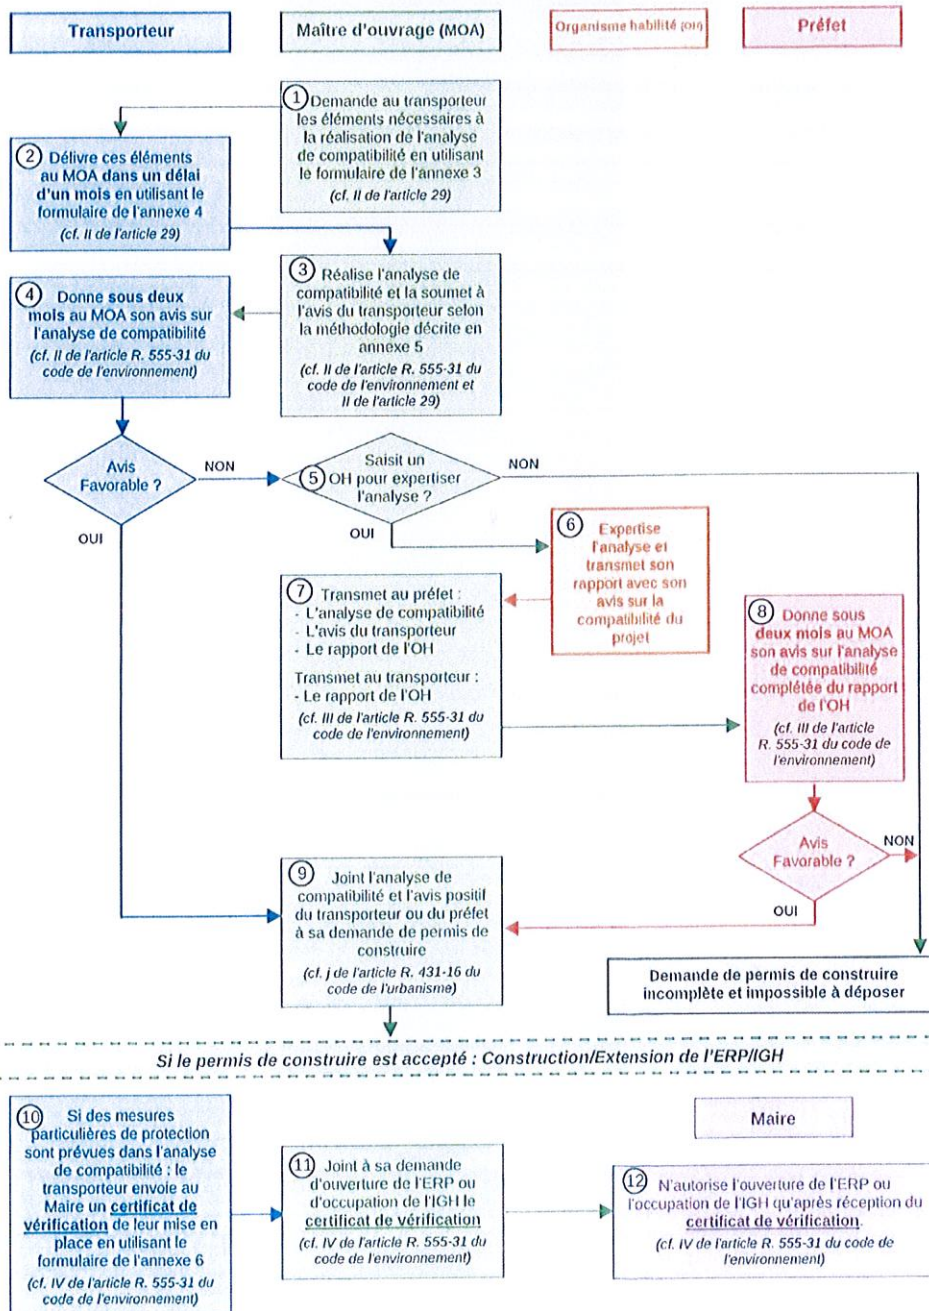 Transporteur
Maître d'ouvrage (MOA)
Organisme habilité (OH)
Préfet
1
Demande au transporteur
les éléments nécessaires à
la réalisation de l'analyse
de compatibilité en utilisant
le formulaire de l'annexe 3
(cf. II de l'article 29)
2
Délivre ces éléments
au MOA dans un délai
d'un mois en utilisant le
formulaire de l'annexe 4
(cf. II de l'article 29)
3
Réalise l'analyse de
compatibilité et la soumet à
l'avis du transporteur selon
la méthodologie décrite en
annexe 5
(cf. II de l'article R. 555-31 du
code de l'environnement et
II de l'article 29)
4
Donne sous deux
mois au MOA son avis sur
l'analyse de compatibilité
(cf. II de l'article R. 555-31 du
code de l'environnement)
Avis
Favorable ?
NON
OUI
5
Saisit un
OH pour expertiser
l'analyse ?
NON
OUI
6
Expertise
l'analyse et
transmet son
rapport avec son
avis sur la
compatibilité du
projet
7
Transmet au préfet :
- L'analyse de compatibilité
- L'avis du transporteur
- Le rapport de l'OH
Transmet au transporteur :
- Le rapport de l'OH
(cf. III de l'article R. 555-31 du
code de l'environnement)
8
Donne sous
deux mois au MOA
son avis sur l'analyse
de compatibilité
complétée du rapport
de l'OH
(cf. III de l'article
R. 555-31 du code de
l'environnement)
Avis
Favorable ?
NON
OUI
9
Joint l'analyse de
compatibilité et l'avis positif
du transporteur ou du préfet
à sa demande de permis de
construire
(cf. j de l'article R. 431-16 du
code de l'urbanisme)
Demande de permis de construire
incomplète et impossible à déposer
Si le permis de construire est accepté : Construction/Extension de l'ERP/IGH
10
Si des mesures
particulières de protection
sont prévues dans l'analyse
de compatibilité : le
transporteur envoie au
Maire un certificat de
vérification de leur mise en
place en utilisant le
formulaire de l'annexe 6
(cf. IV de l'article R. 555-31 du
code de l'environnement)
11
Joint à sa demande
d'ouverture de l'ERP ou
d'occupation de l'IGH le
certificat de vérification
(cf. IV de l'article R. 555-31 du
code de l'environnement)
Maire
12
N'autorise l'ouverture de l'ERP ou
l'occupation de l'IGH qu'après réception du
certificat de vérification.
(cf. IV de l'article R. 555-31 du code de
l'environnement)